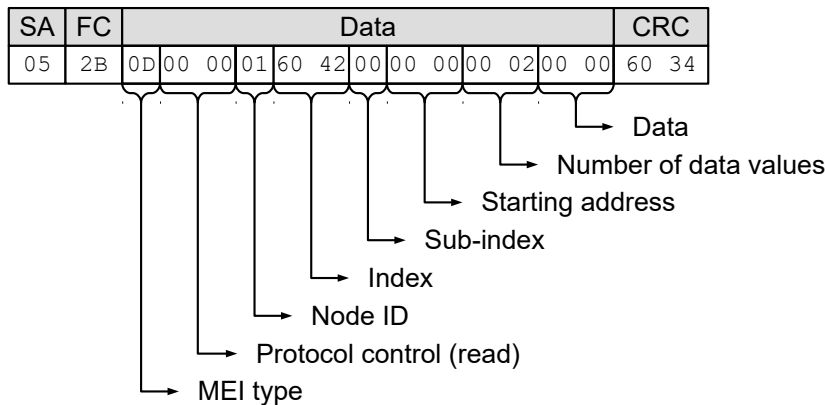 SA FC Data CRC
05 2B 0D 00 00 01 60 42 00 00 00 00 02 00 00 60 34
Data
Number of data values
Starting address
Sub-index
Index
Node ID
Protocol control (read)
MEI type